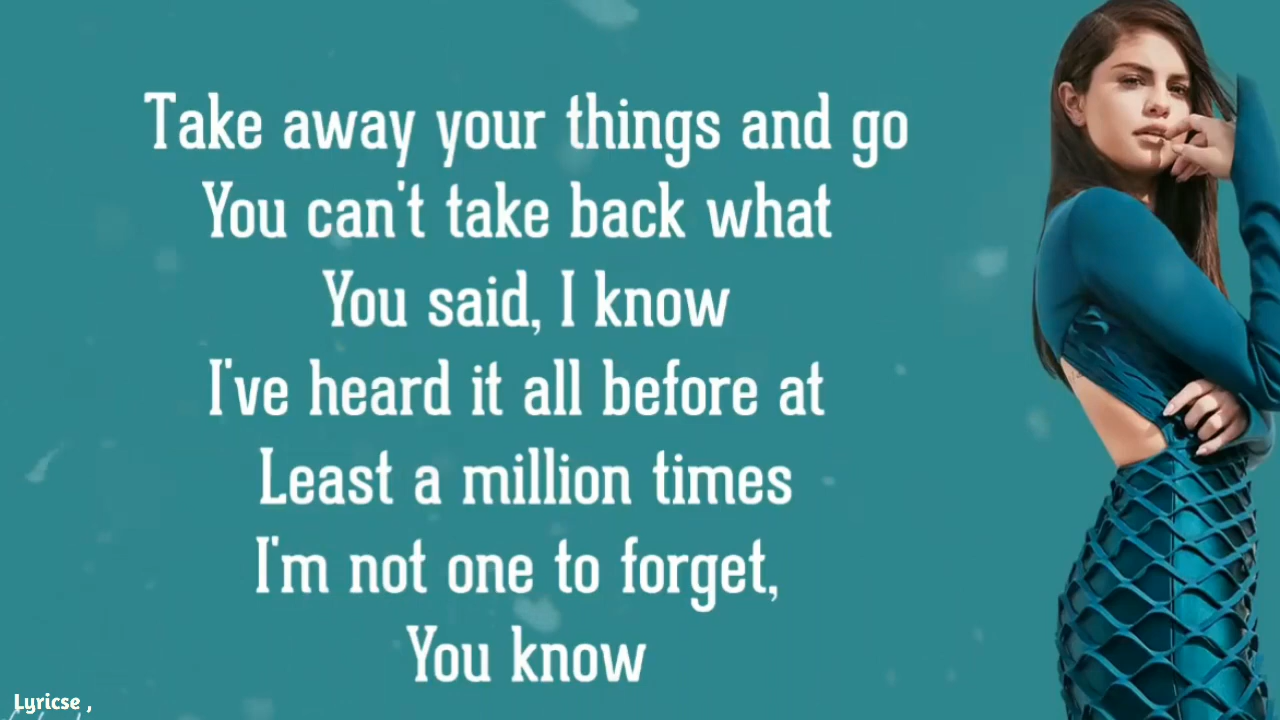 Take away your things and go
You can't take back what
You said, I know
I've heard it all before at
Least a million times
I'm not one to forget,
You know
Lyricse ,